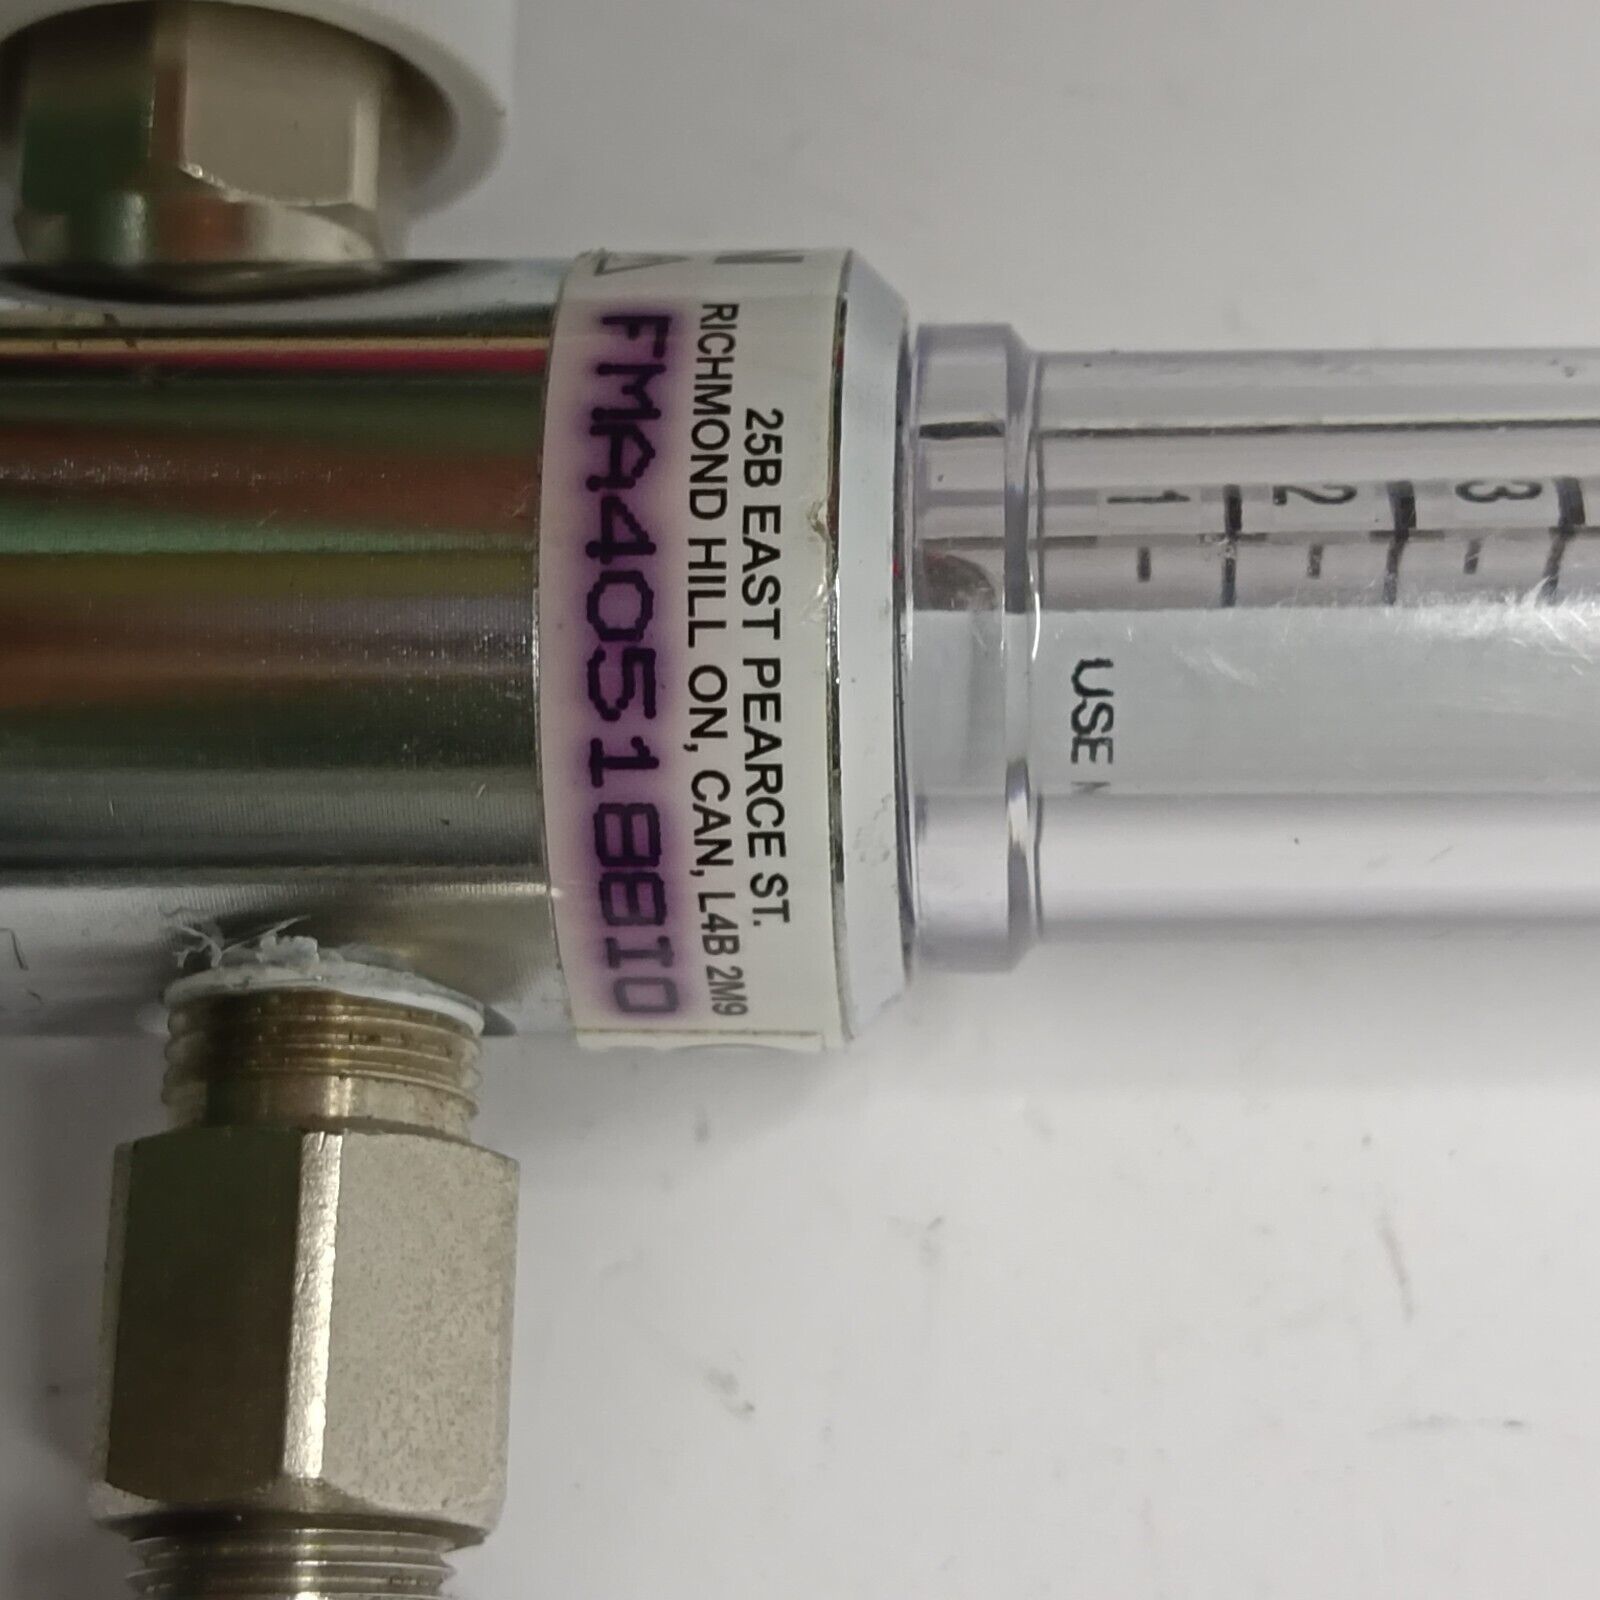 25B EAST PEARCE ST.
RICHMOND HILL ON, CAN, L4B 2M9
FMA405188IO
1
2
3
USE